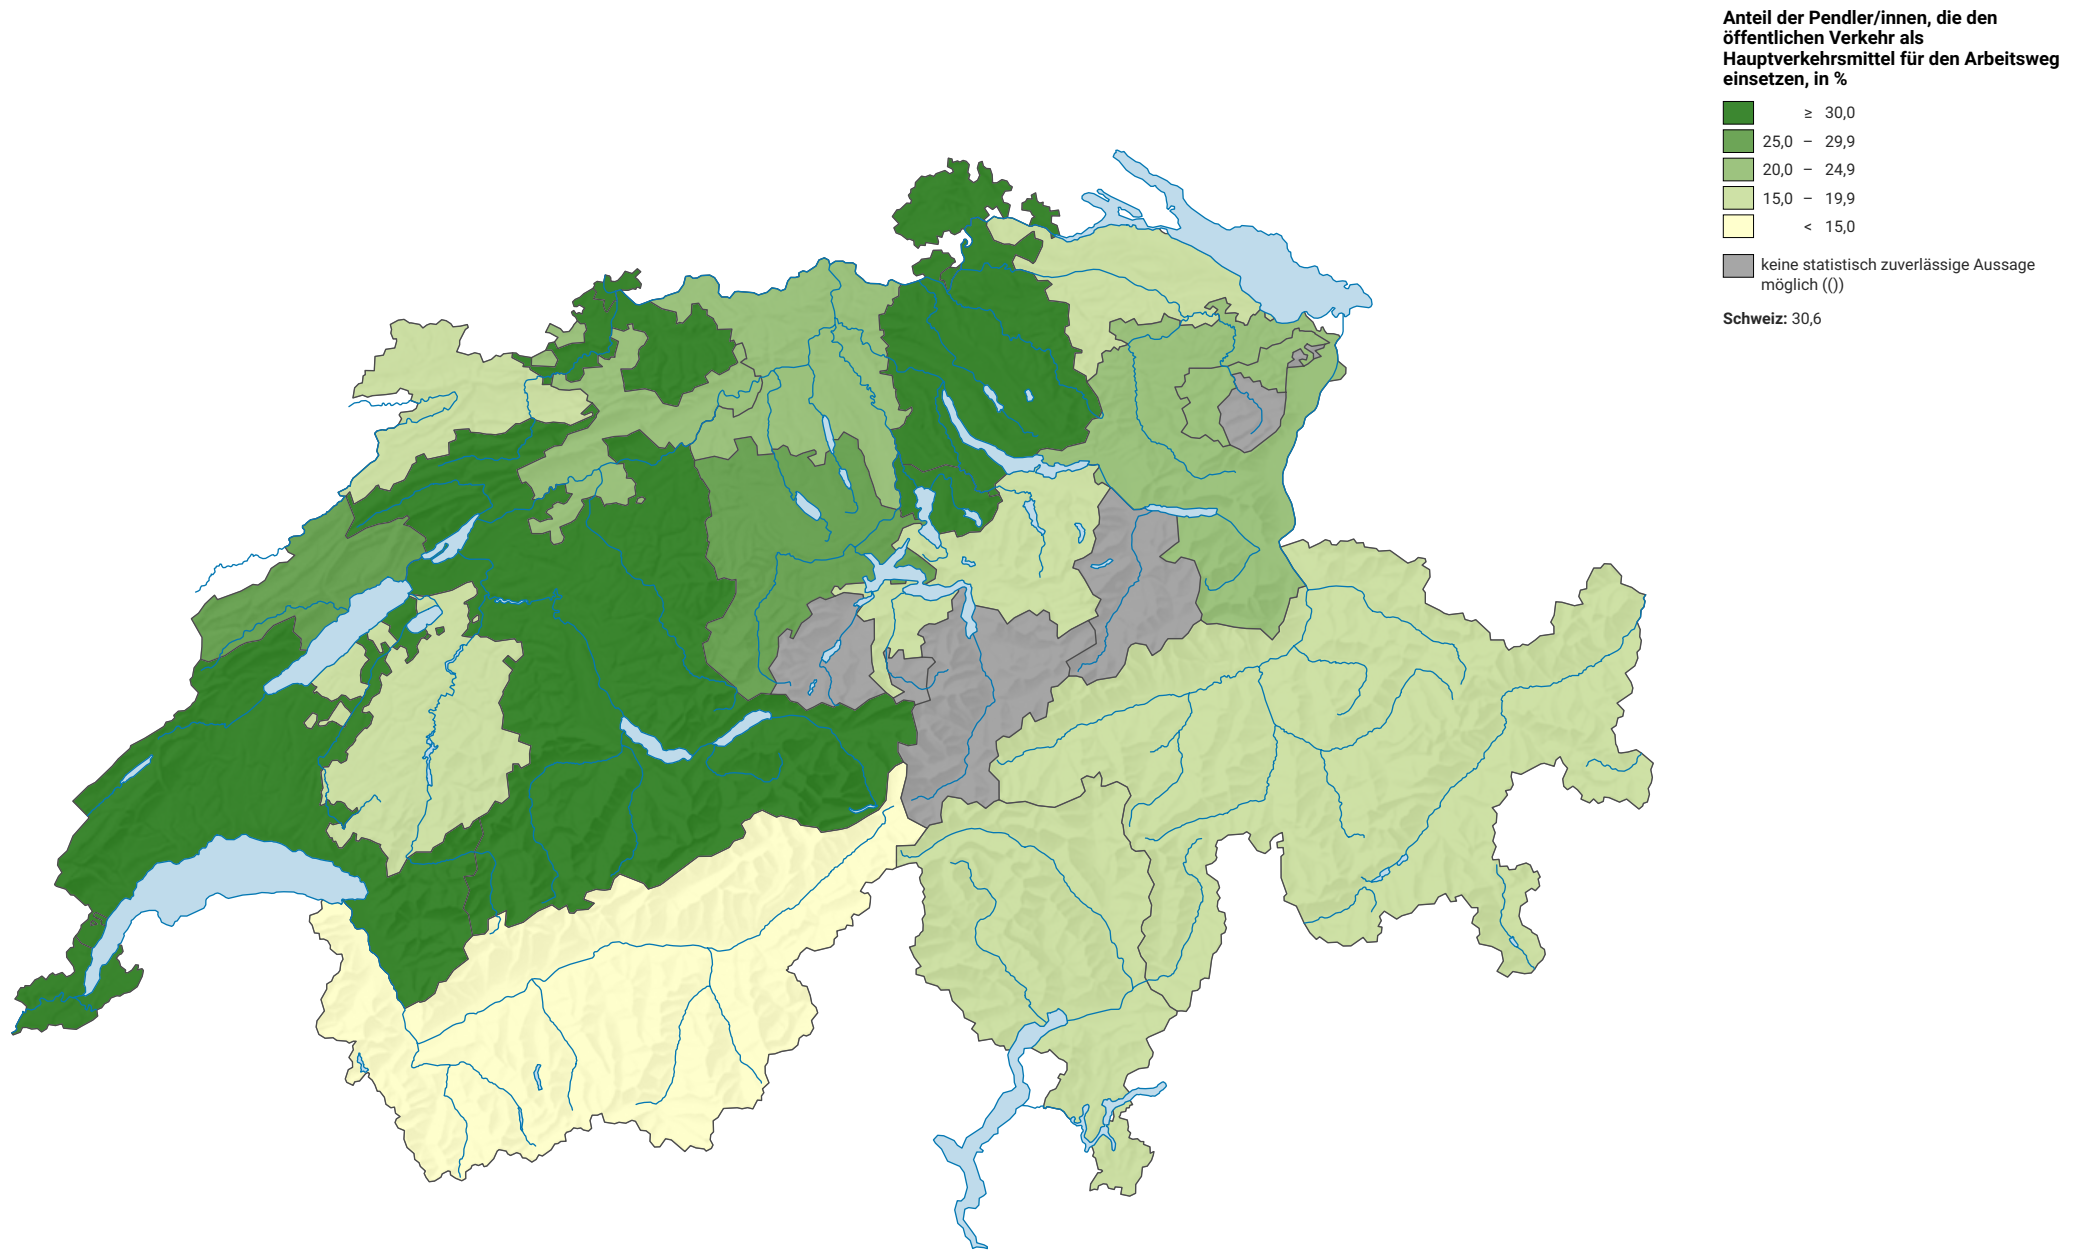 Anteil der Pendler/innen, die den
öffentlichen Verkehr als
Hauptverkehrsmittel für den Arbeitsweg
einsetzen, in %
≥ 30,0
25,0 – 29,9
20,0 – 24,9
15,0 – 19,9
< 15,0
keine statistisch zuverlässige Aussage
möglich (())
Schweiz: 30,6